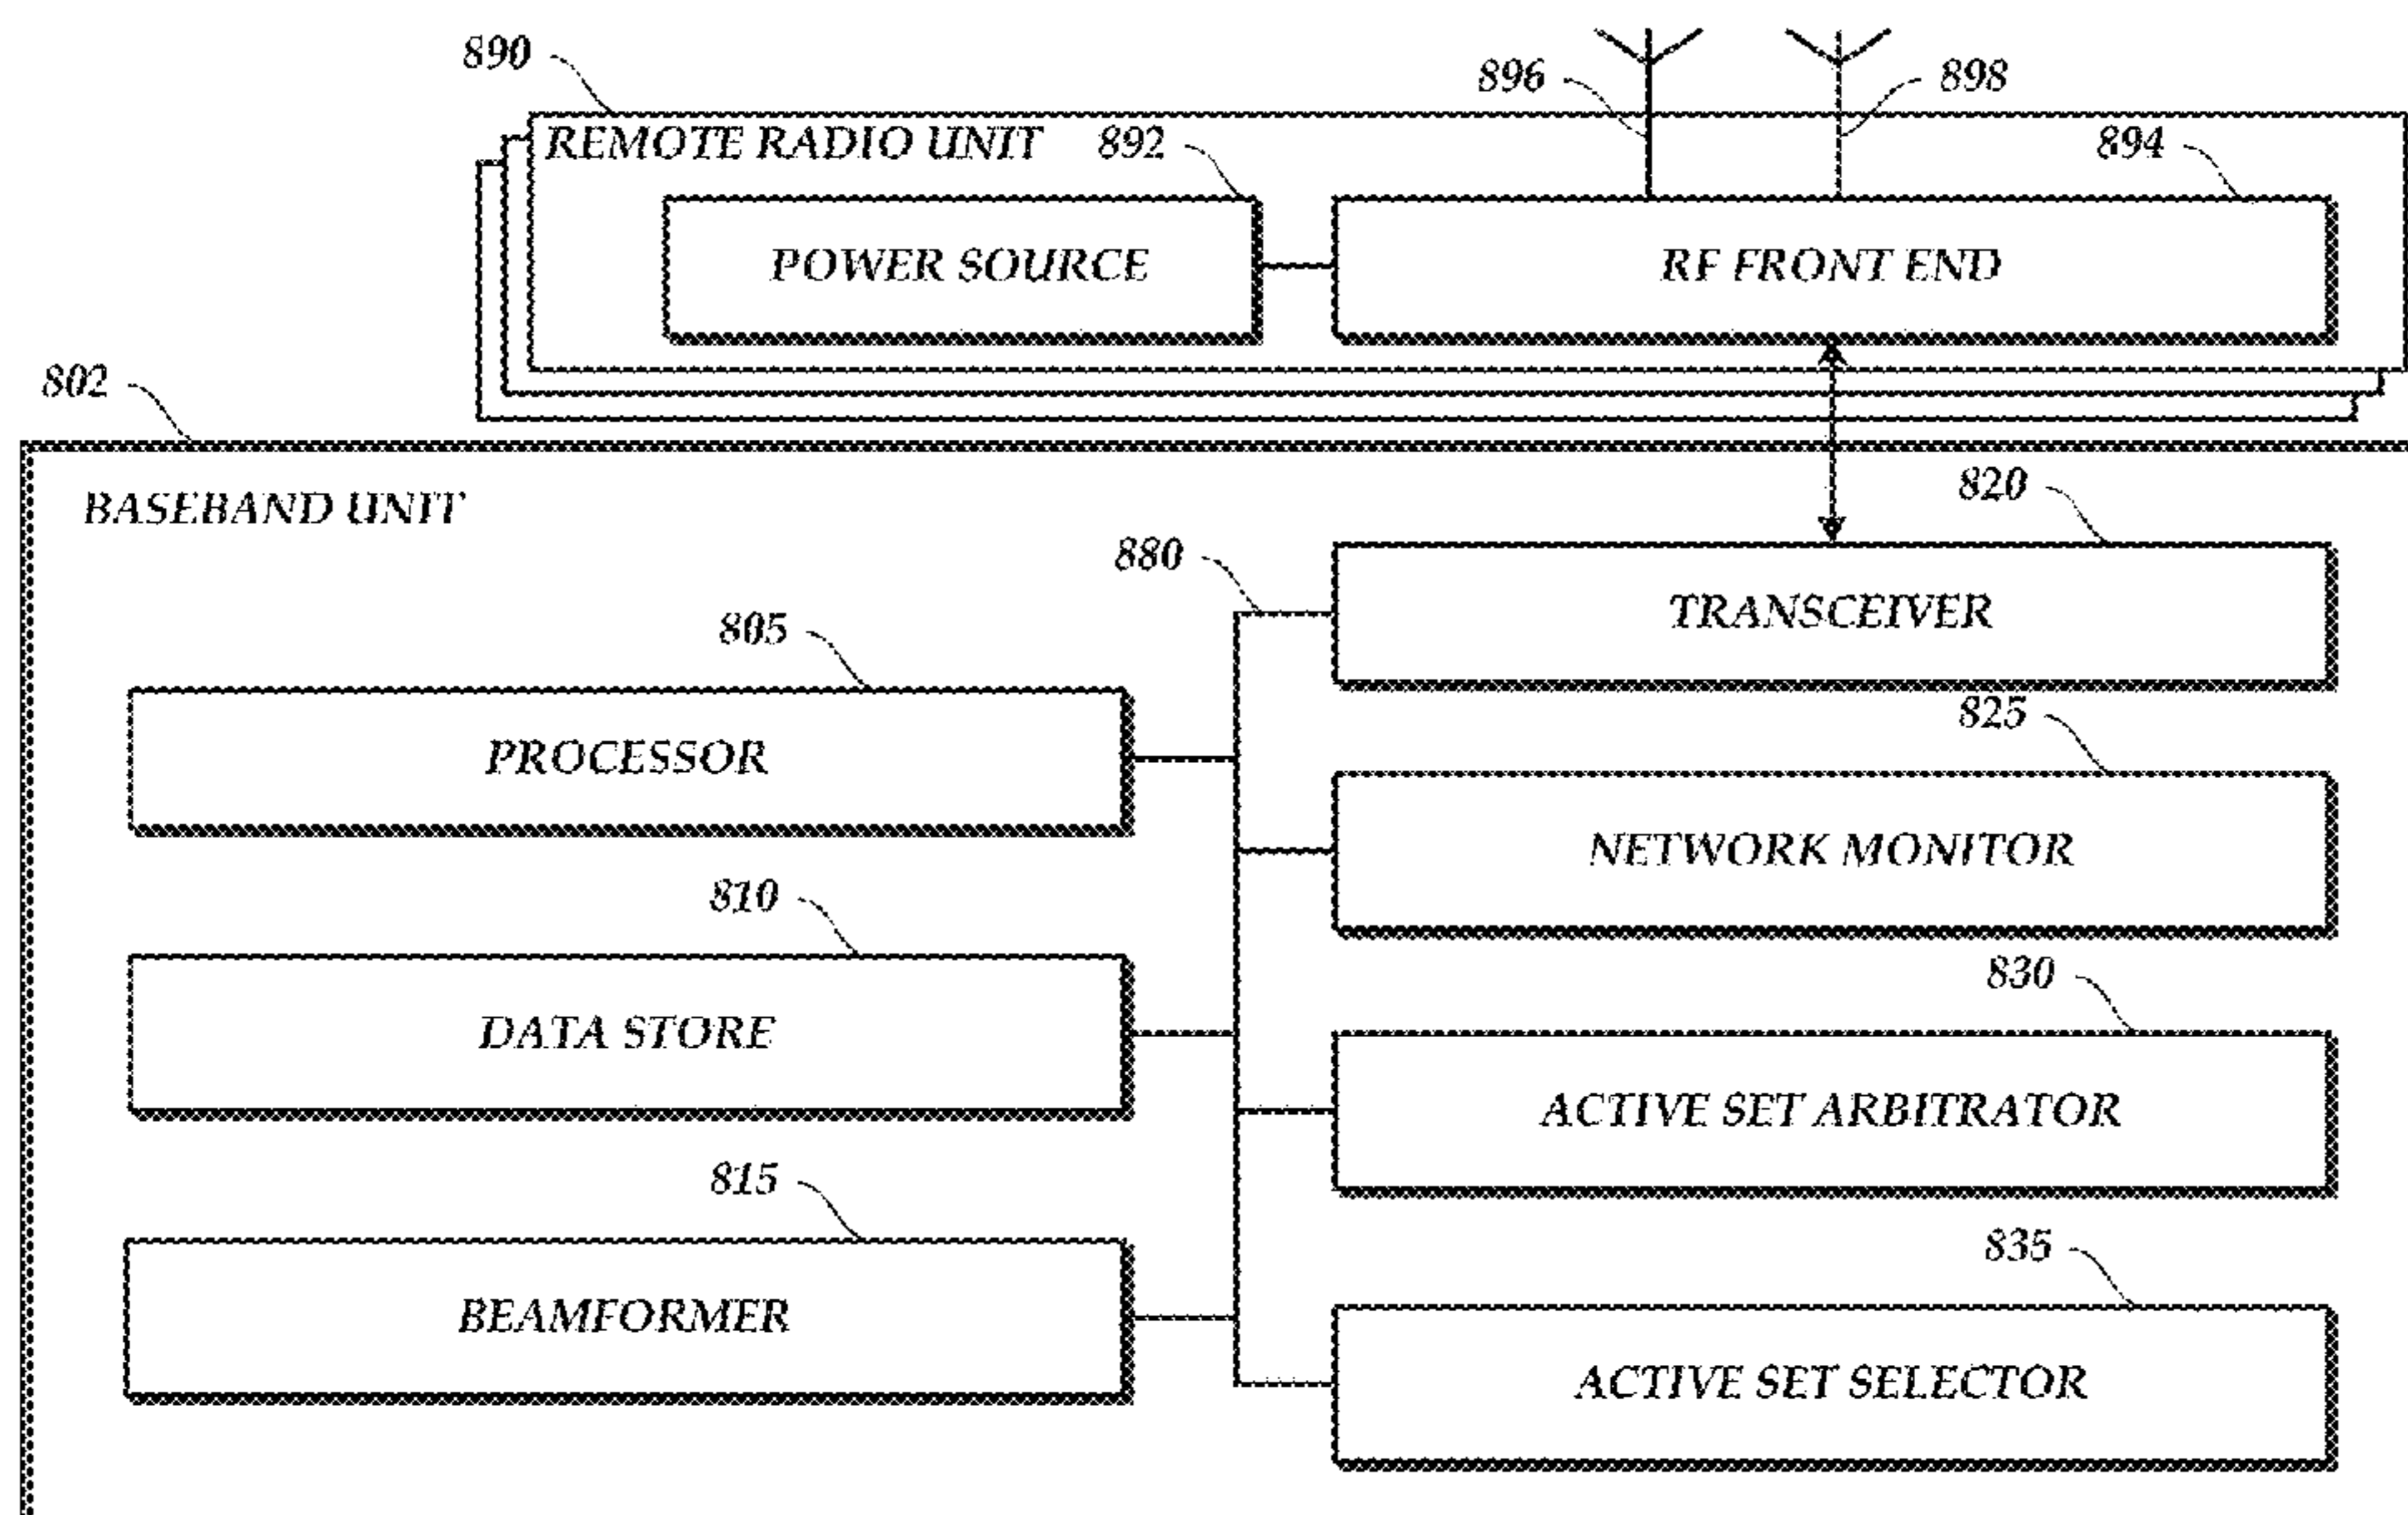 890
896
898
REMOTE RADIO UNIT
892
894
POWER SOURCE
RF FRONT END
802
BASEBAND UNIT
820
880
TRANSCEIVER
805
PROCESSOR
825
NETWORK MONITOR
810
DATA STORE
830
ACTIVE SET ARBITRATOR
815
BEAMFORMER
835
ACTIVE SET SELECTOR